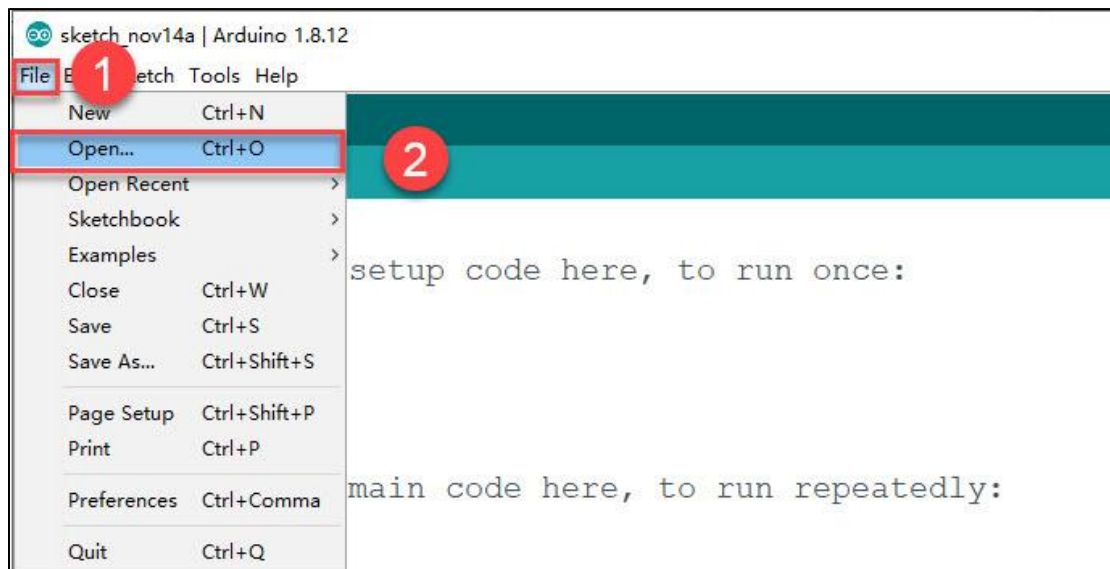 sketch_nov14a | Arduino 1.8.12
File E etch Tools Help
1
New Ctrl+N
Open... Ctrl+O
2
Open Recent >
Sketchbook >
Examples >
setup code here, to run once:
Close Ctrl+W
Save Ctrl+S
Save As... Ctrl+Shift+S
Page Setup Ctrl+Shift+P
Print Ctrl+P
main code here, to run repeatedly:
Preferences Ctrl+Comma
Quit Ctrl+Q